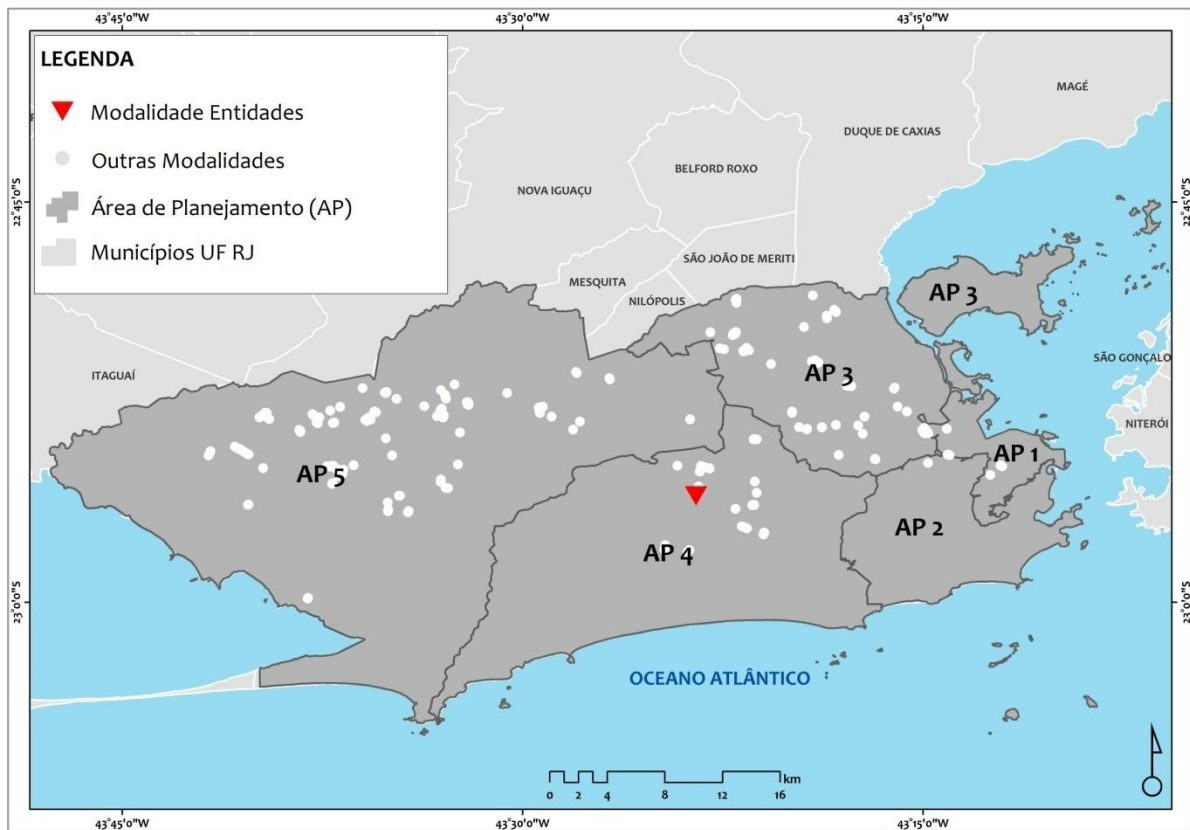 43°45'0"W
43°30'0"W
43°15'0"W
LEGENDA
Modalidade Entidades
Outras Modalidades
Área de Planejamento (AP)
Municípios UF RJ
MAGÉ
DUQUE DE CAXIAS
BELFORD ROXO
NOVA IGUAÇU
22°45'0"S
22°45'0"S
SÃO JOÃO DE MERITI
MESQUITA
NILÓPOLIS
AP 3
SÃO GONÇALO
ITAGUAÍ
AP 3
NITERÓI
AP 1
AP 5
AP 2
AP 4
23°0'0"S
23°0'0"S
OCEANO ATLÂNTICO
km
0 2 4 8 12 16
43°45'0"W
43°30'0"W
43°15'0"W